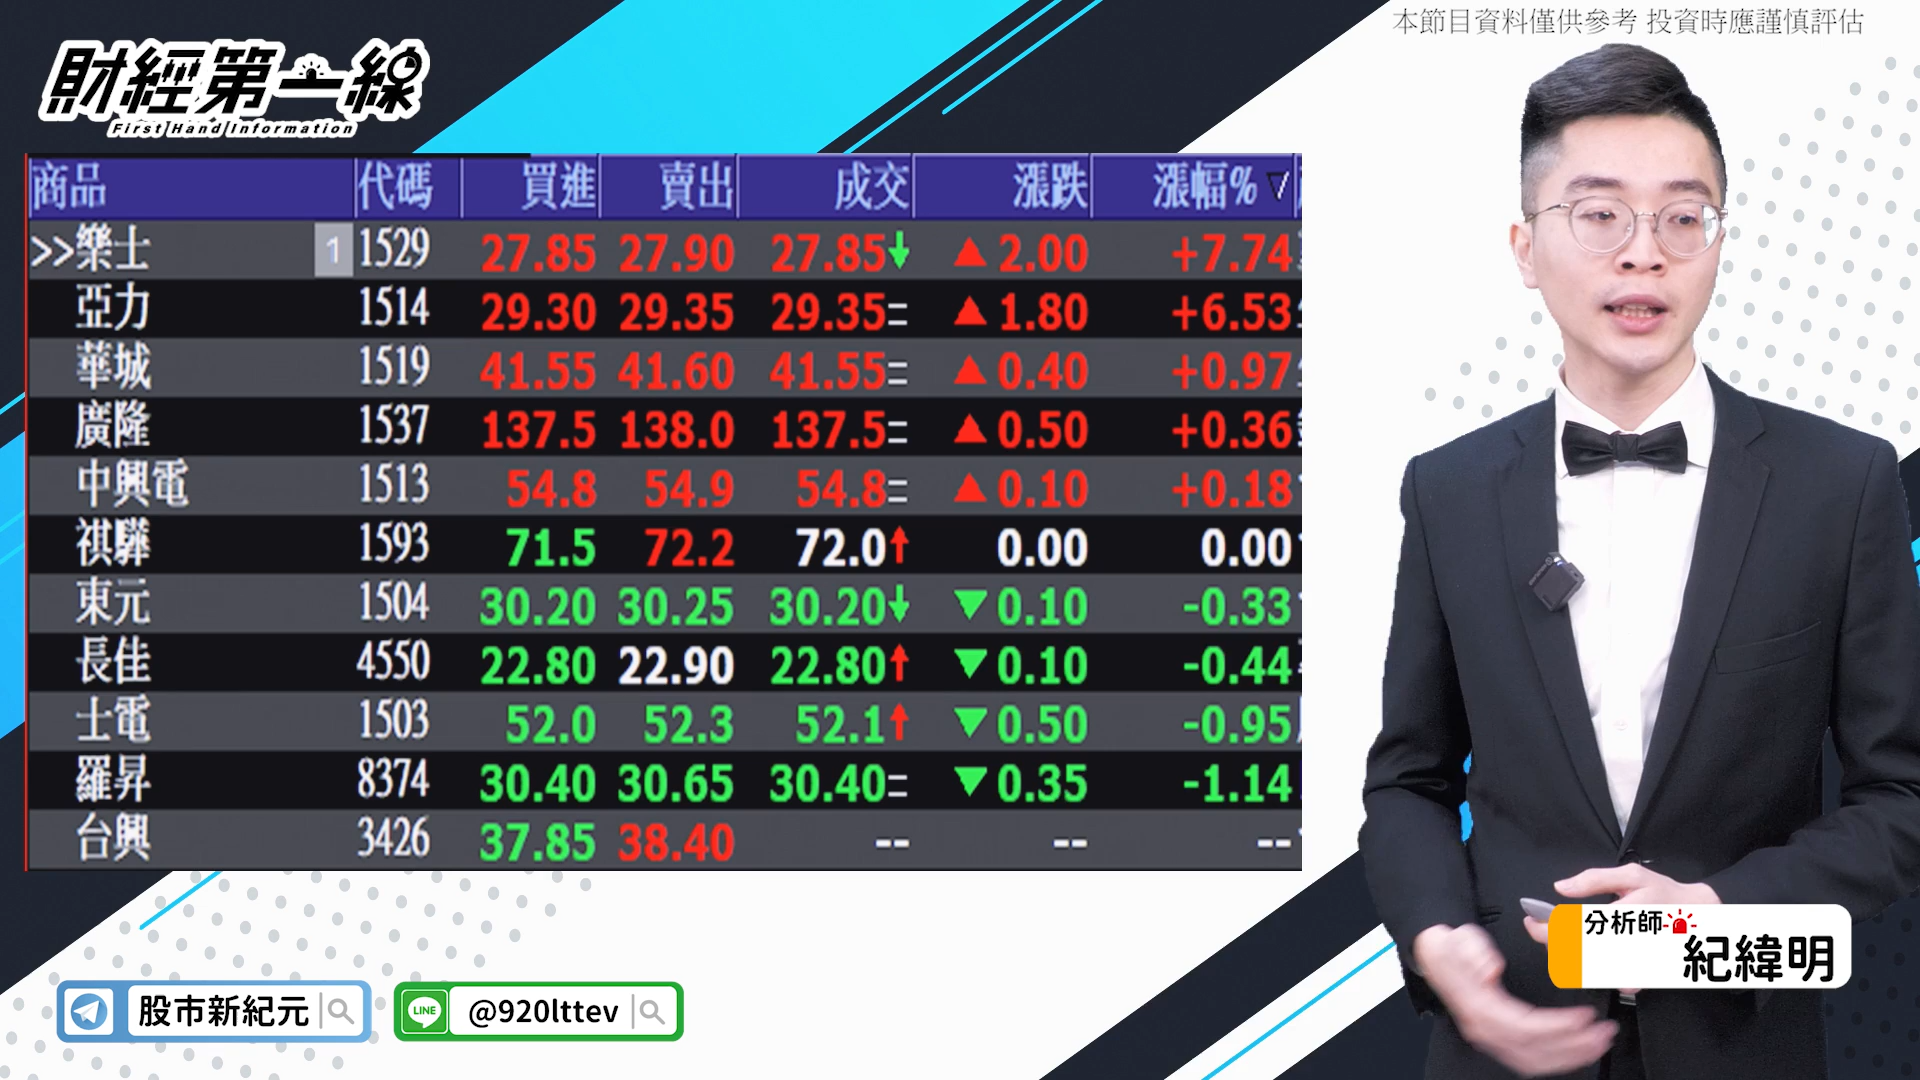 本節目資料僅供參考 投資時應謹慎評估
財經第一線
First Hand Information
商品 代碼 買進 賣出 成交 漲跌 漲幅% ▽
>>樂士 1 1529 27.85 27.90 27.85↓ ▲2.00 +7.74
亞力 1514 29.30 29.35 29.35= ▲1.80 +6.53
華城 1519 41.55 41.60 41.55= ▲0.40 +0.97
廣隆 1537 137.5 138.0 137.5= ▲0.50 +0.36
中興電 1513 54.8 54.9 54.8= ▲0.10 +0.18
祺驊 1593 71.5 72.2 72.0↑ 0.00 0.00
東元 1504 30.20 30.25 30.20↓ ▼0.10 -0.33
長佳 4550 22.80 22.90 22.80↑ ▼0.10 -0.44
士電 1503 52.0 52.3 52.1↑ ▼0.50 -0.95
羅昇 8374 30.40 30.65 30.40= ▼0.35 -1.14
台興 3426 37.85 38.40 -- -- --
分析師
紀緯明
股市新紀元
LINE @920lttev